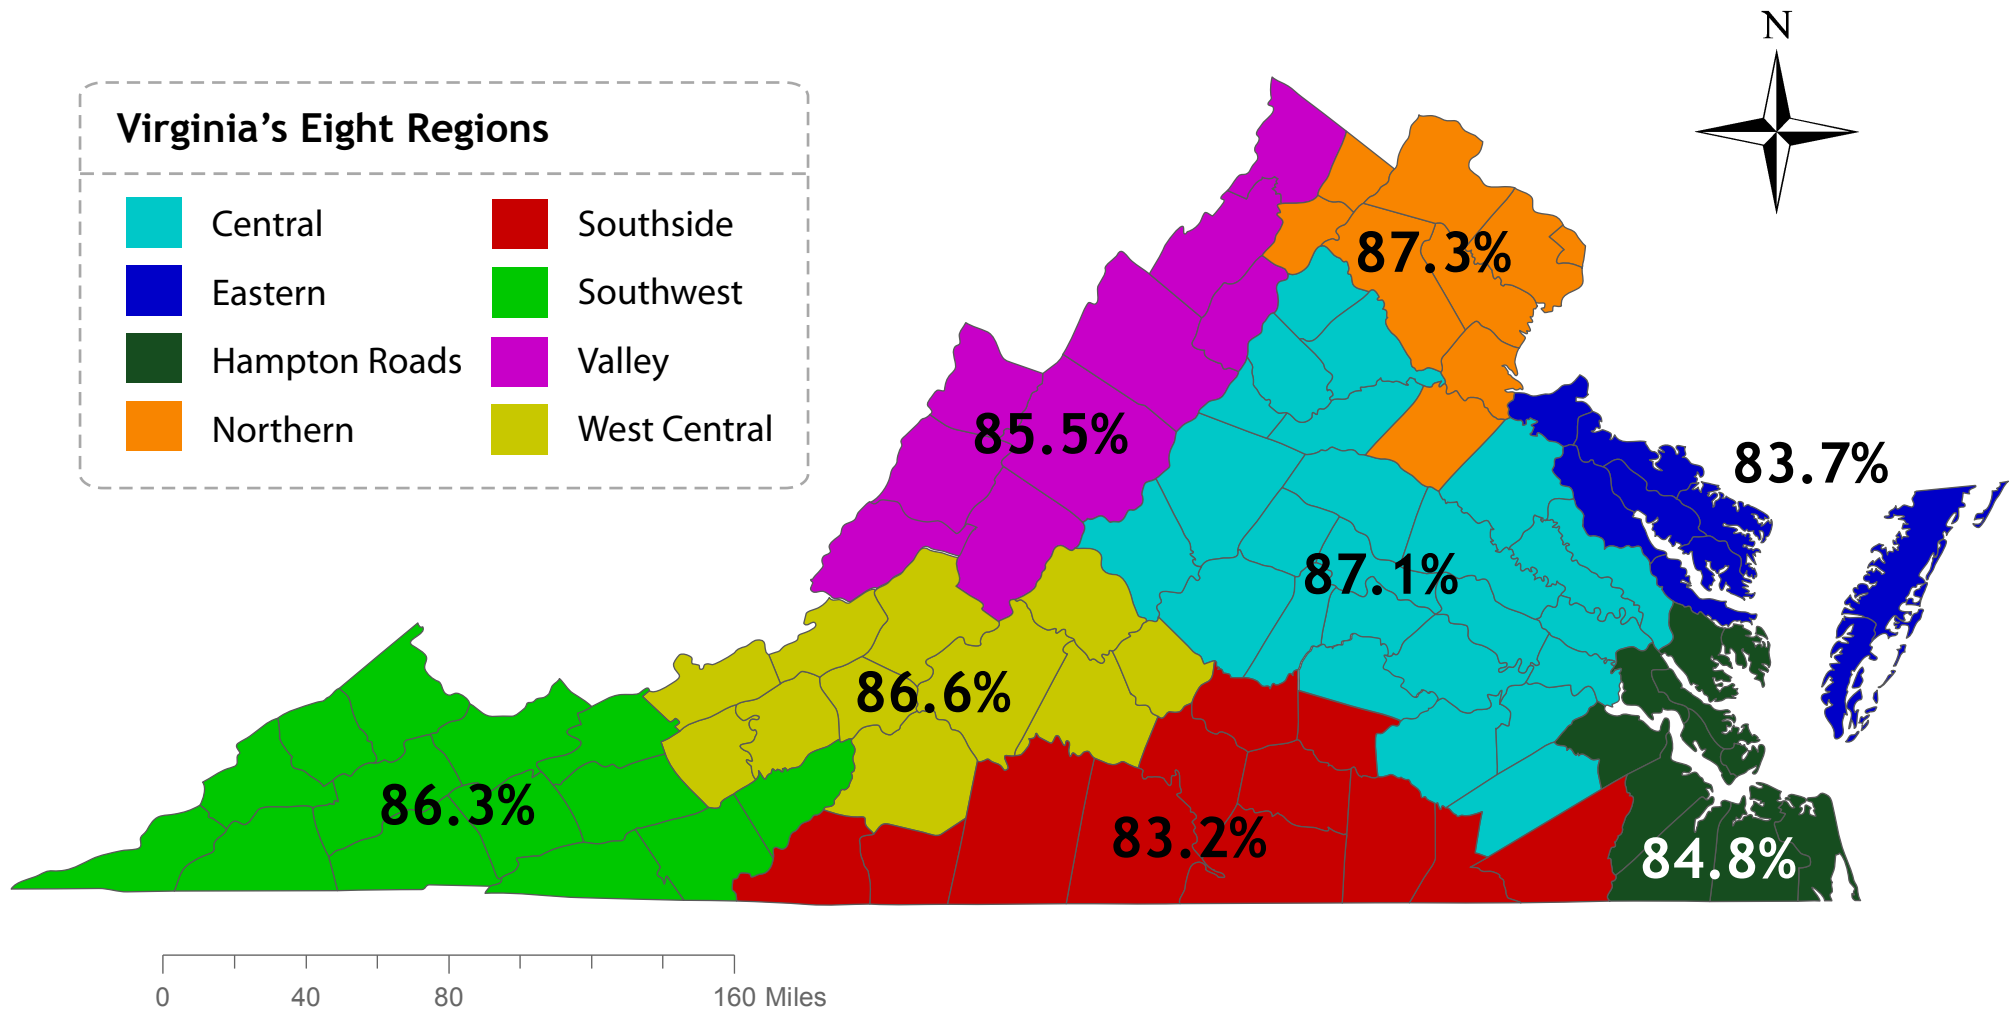 N
Virginia’s Eight Regions
Central
Southside
Eastern
Southwest
Hampton Roads
Valley
Northern
West Central
87.3%
85.5%
83.7%
87.1%
86.6%
86.3%
83.2%
84.8%
0 40 80 160 Miles